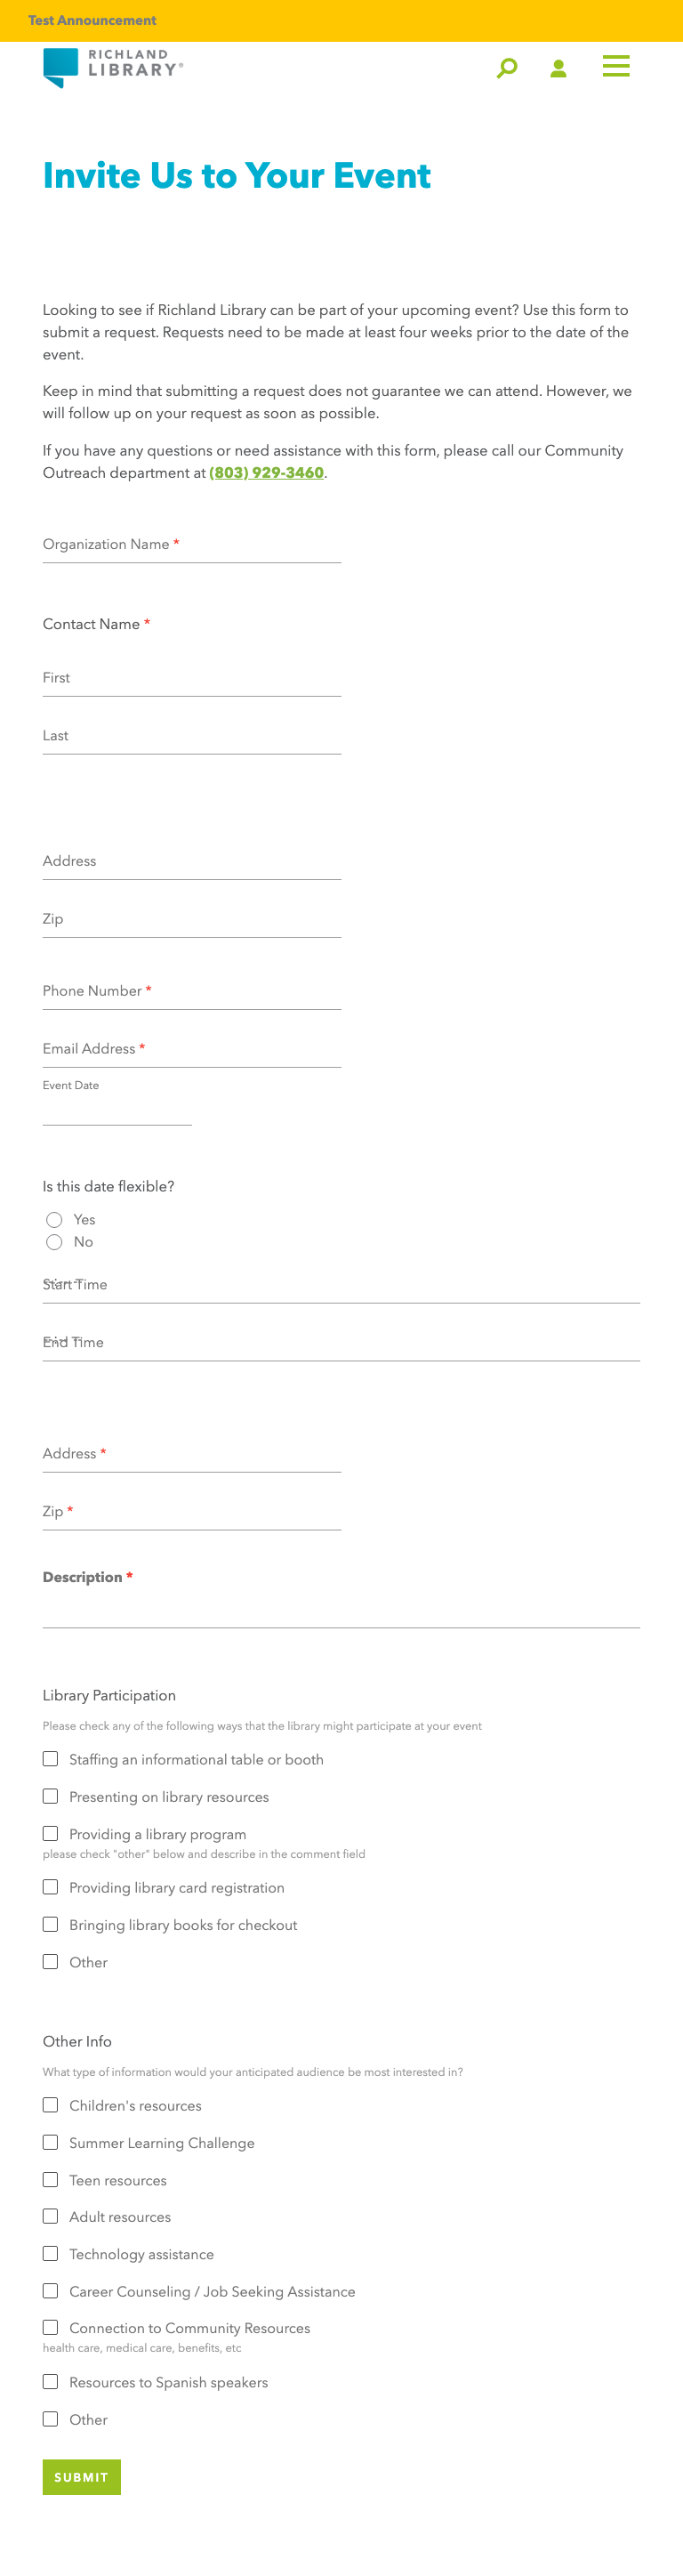 Test Announcement
RICHLAND
LIBRARY®
Invite Us to Your Event
Looking to see if Richland Library can be part of your upcoming event? Use this form to
submit a request. Requests need to be made at least four weeks prior to the date of the
event.
Keep in mind that submitting a request does not guarantee we can attend. However, we
will follow up on your request as soon as possible.
If you have any questions or need assistance with this form, please call our Community
Outreach department at (803) 929-3460.
Organization Name *
Contact Name *
First
Last
Address
Zip
Phone Number *
Email Address *
Event Date
Is this date flexible?
Yes
No
Start Time
End Time
Address *
Zip *
Description *
Library Participation
Please check any of the following ways that the library might participate at your event
Staffing an informational table or booth
Presenting on library resources
Providing a library program
please check "other" below and describe in the comment field
Providing library card registration
Bringing library books for checkout
Other
Other Info
What type of information would your anticipated audience be most interested in?
Children's resources
Summer Learning Challenge
Teen resources
Adult resources
Technology assistance
Career Counseling / Job Seeking Assistance
Connection to Community Resources
health care, medical care, benefits, etc
Resources to Spanish speakers
Other
SUBMIT